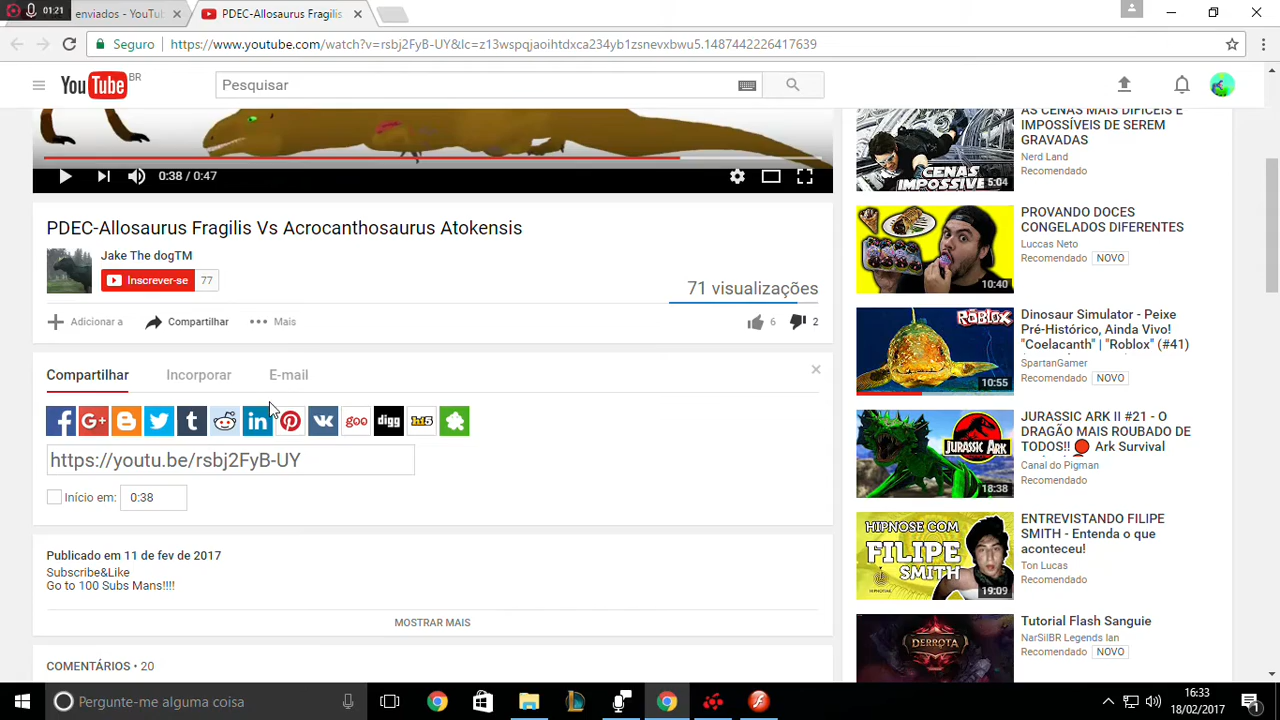 01:21
enviados - YouTub
PDEC-Allosaurus Fragilis
Seguro
https://www.youtube.com/watch?v=rsbj2FyB-UY&lc=z13wspqjaoihtdxca234yb1zsnevxbwu5.1487442226417639
YouTube BR
Pesquisar
0:38 / 0:47
PDEC-Allosaurus Fragilis Vs Acrocanthosaurus Atokensis
Jake The dogTM
Inscrever-se 77
71 visualizações
Adicionar a Compartilhar Mais 6 2
Compartilhar Incorporar E-mail
goo digg hi5
https://youtu.be/rsbj2FyB-UY
Início em: 0:38
Publicado em 11 de fev de 2017
Subscribe&Like
Go to 100 Subs Mans!!!!
MOSTRAR MAIS
COMENTÁRIOS • 20
CENAS
IMPOSSÍVE
5:04
AS CENAS MAIS DIFÍCEIS E
IMPOSSÍVEIS DE SEREM
GRAVADAS
Nerd Land
Recomendado
10:40
PROVANDO DOCES
CONGELADOS DIFERENTES
Luccas Neto
Recomendado NOVO
ROBLOX
10:55
Dinosaur Simulator - Peixe
Pré-Histórico, Ainda Vivo!
"Coelacanth" | "Roblox" (#41)
SpartanGamer
Recomendado NOVO
JURASSIC ARK
18:38
JURASSIC ARK II #21 - O
DRAGÃO MAIS ROUBADO DE
TODOS!! Ark Survival
Canal do Pigman
Recomendado
HIPNOSE COM
FILIPE
SMITH
19:09
ENTREVISTANDO FILIPE
SMITH - Entenda o que
aconteceu!
Ton Lucas
Recomendado
DERROTA
Tutorial Flash Sanguie
NarSilBR Legends Ian
Recomendado NOVO
Pergunte-me alguma coisa
16:33
18/02/2017
1